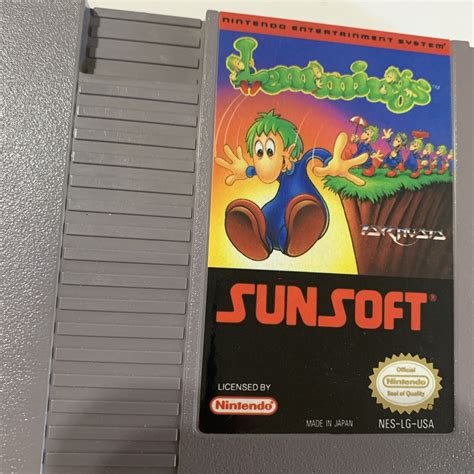 NINTENDO ENTERTAINMENT SYSTEM®
Lemmings™
PSYGNOSIS
SUNSOFT®
LICENSED BY
Nintendo
MADE IN JAPAN
Official
Nintendo
Seal of Quality
NES-LG-USA